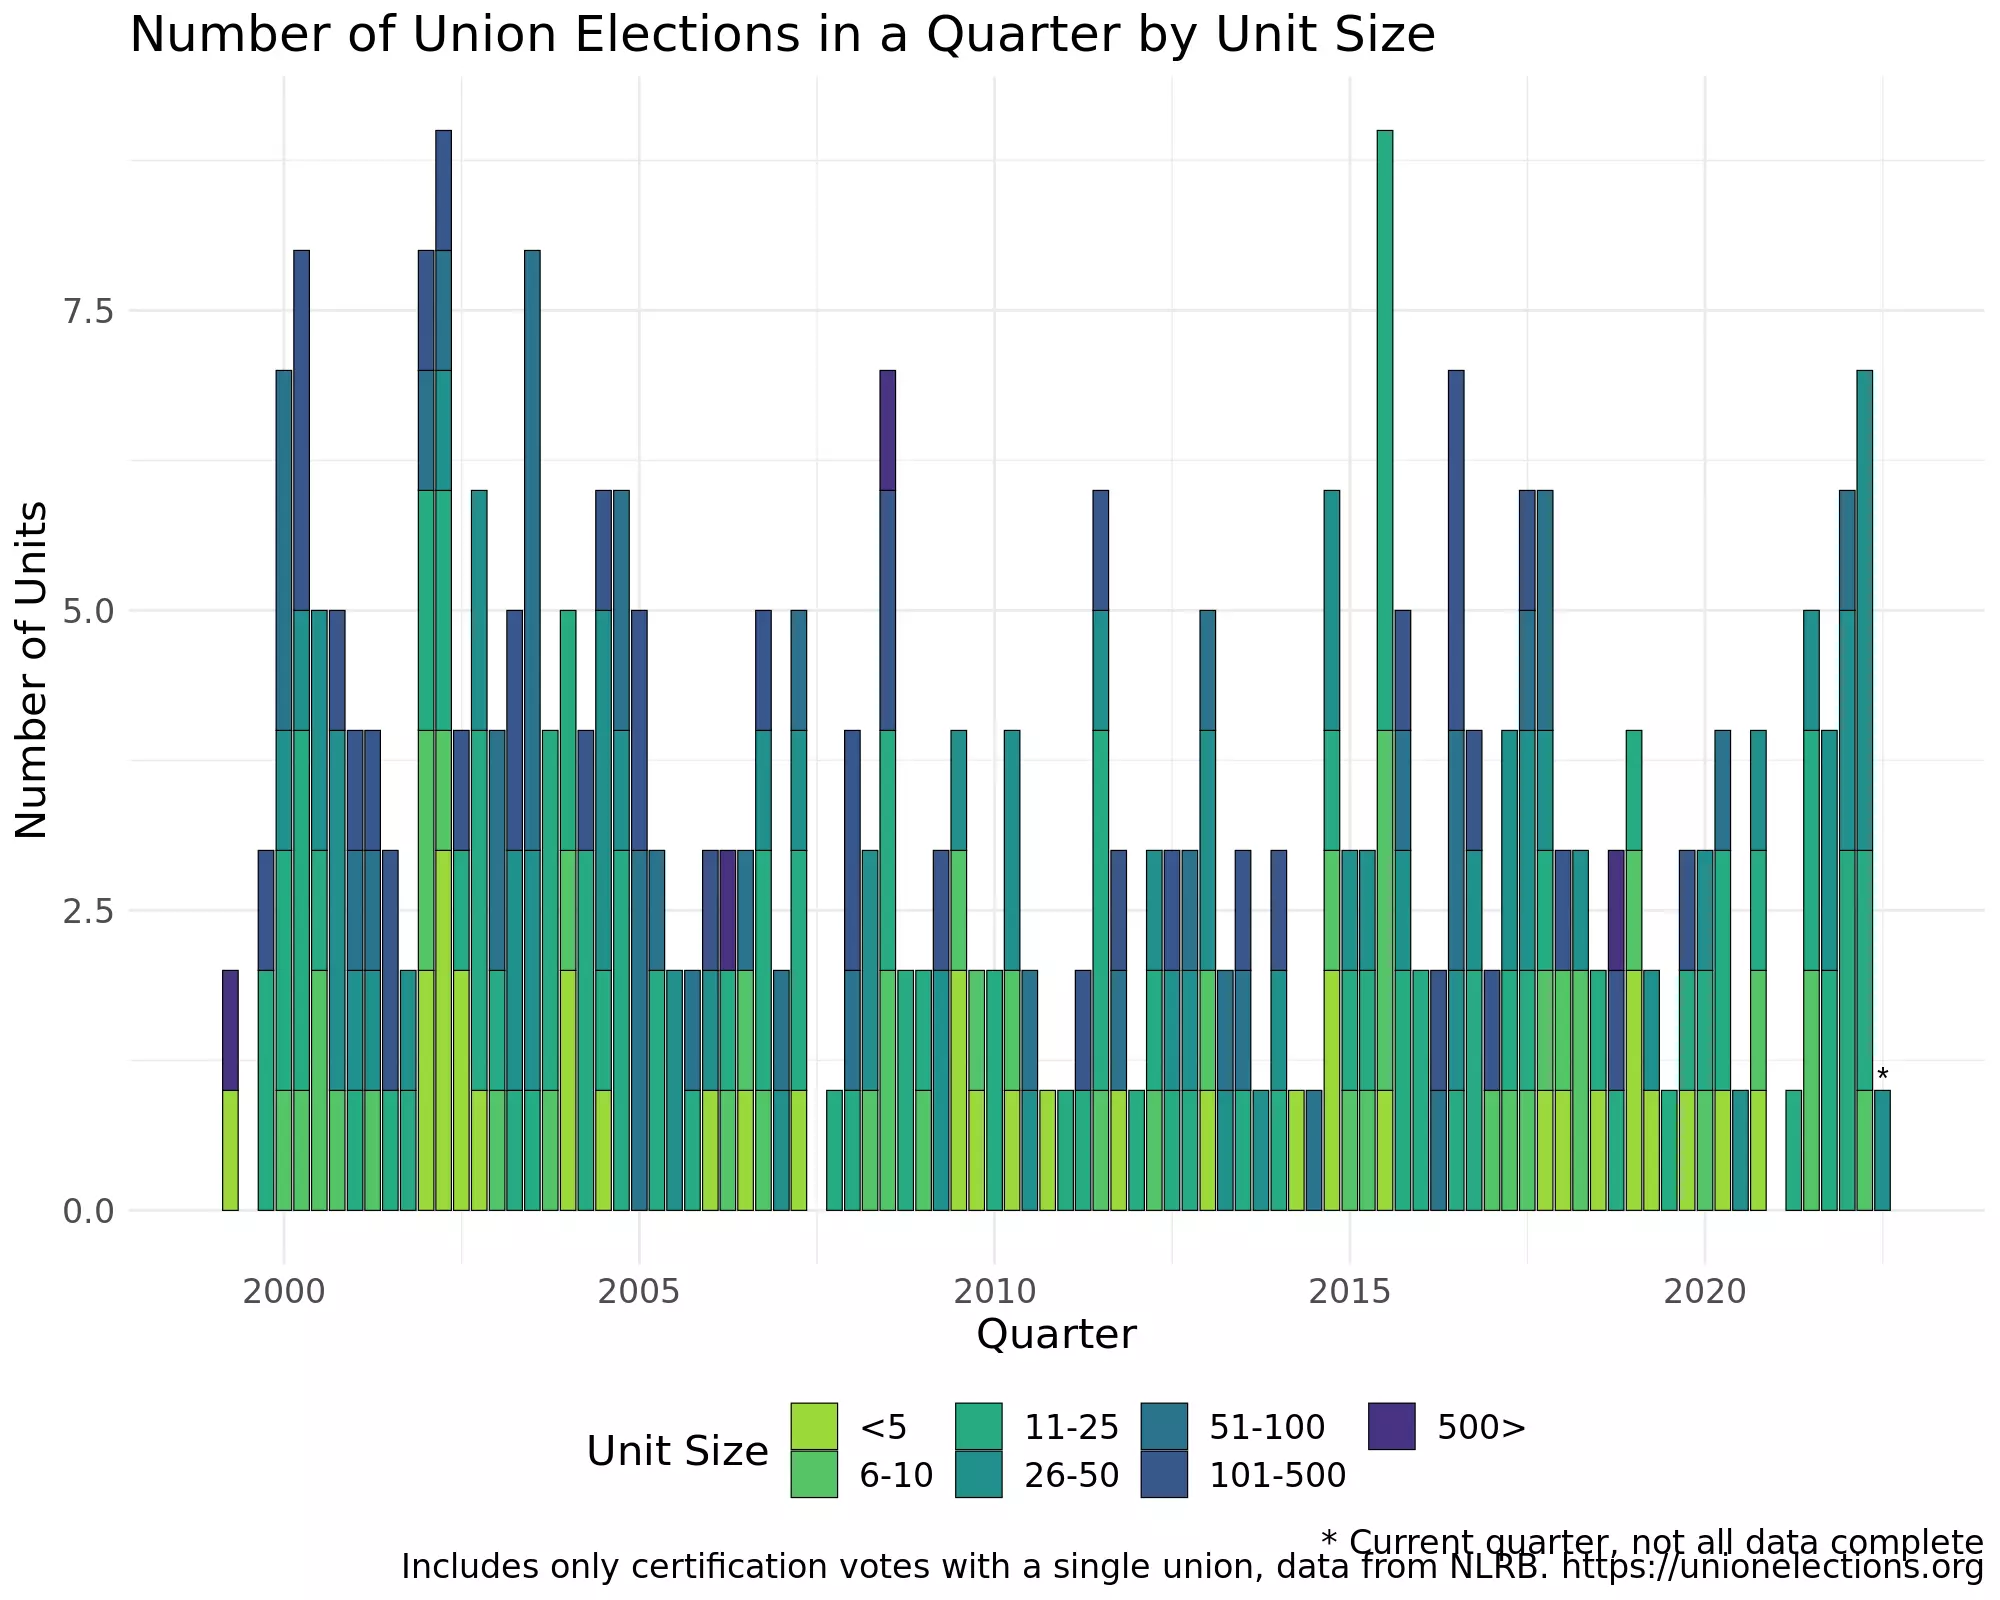 Number of Union Elections in a Quarter by Unit Size
Number of Units
7.5
5.0
2.5
0.0
*
2000 2005 2010 2015 2020
Quarter
Unit Size
<5 11-25 51-100 500>
6-10 26-50 101-500
* Current quarter, not all data complete
Includes only certification votes with a single union, data from NLRB. https://unionelections.org